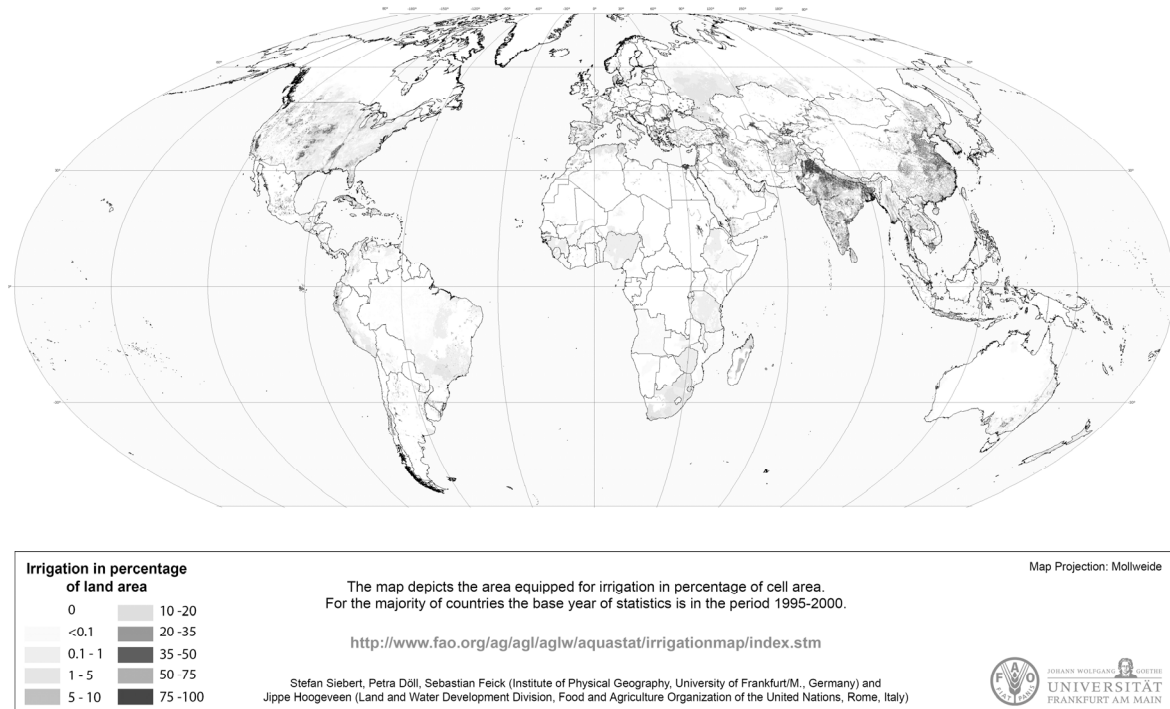 Irrigation in percentage
of land area
0
<0.1
0.1 - 1
1 - 5
5 - 10
10 -20
20 -35
35 -50
50 -75
75 -100
The map depicts the area equipped for irrigation in percentage of cell area.
For the majority of countries the base year of statistics is in the period 1995-2000.
http://www.fao.org/ag/agl/aglw/aquastat/irrigationmap/index.stm
Stefan Siebert, Petra Döll, Sebastian Feick (Institute of Physical Geography, University of Frankfurt/M., Germany) and
Jippe Hoogeveen (Land and Water Development Division, Food and Agriculture Organization of the United Nations, Rome, Italy)
Map Projection: Mollweide
FAO
FIAT PANIS
JOHANN WOLFGANG GOETHE
UNIVERSITÄT
FRANKFURT AM MAIN